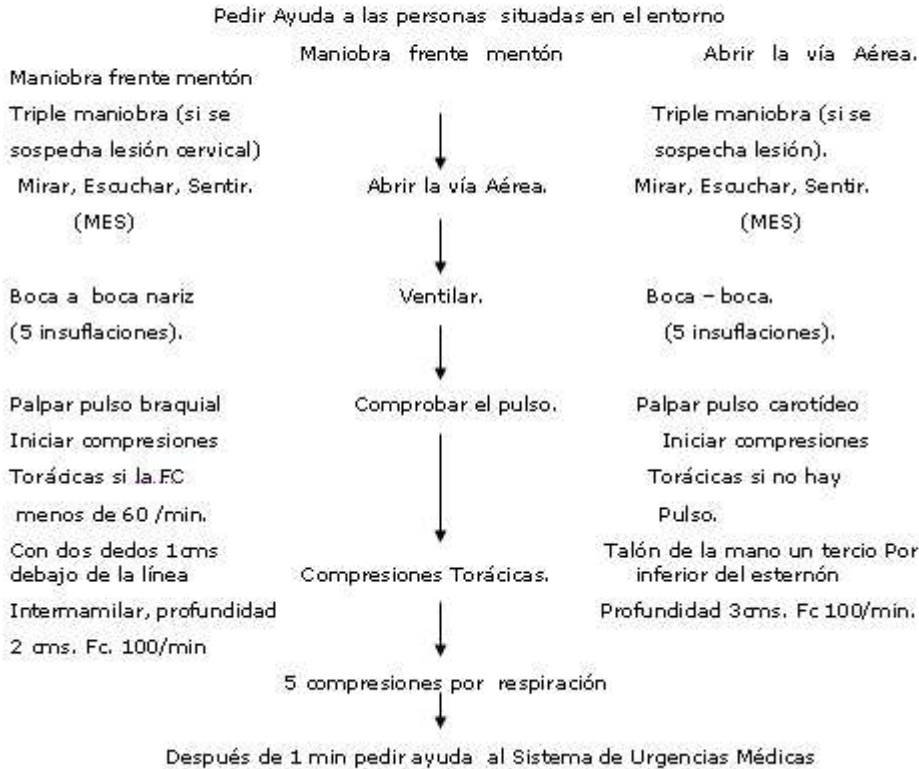 Pedir Ayuda a las personas situadas en el entorno
Maniobra frente mentón
Abrir la vía Aérea.
Maniobra frente mentón
Triple maniobra (si se
sospecha lesión cervical)
Mirar, Escuchar, Sentir.
(MES)
Abrir la vía Aérea.
Triple maniobra (si se
sospecha lesión).
Mirar, Escuchar, Sentir.
(MES)
Boca a boca nariz
(5 insuflaciones).
Ventilar.
Boca – boca.
(5 insuflaciones).
Palpar pulso braquial
Iniciar compresiones
Torácicas si la.FC
menos de 60 /min.
Comprobar el pulso.
Palpar pulso carotídeo
Iniciar compresiones
Torácicas si no hay
Pulso.
Con dos dedos 1cms
debajo de la línea
Intermamilar, profundidad
2 cms. Fc. 100/min
Compresiones Torácicas.
Talón de la mano un tercio Por
inferior del esternón
Profundidad 3cms. Fc 100/min.
5 compresiones por respiración
Después de 1 min pedir ayuda al Sistema de Urgencias Médicas